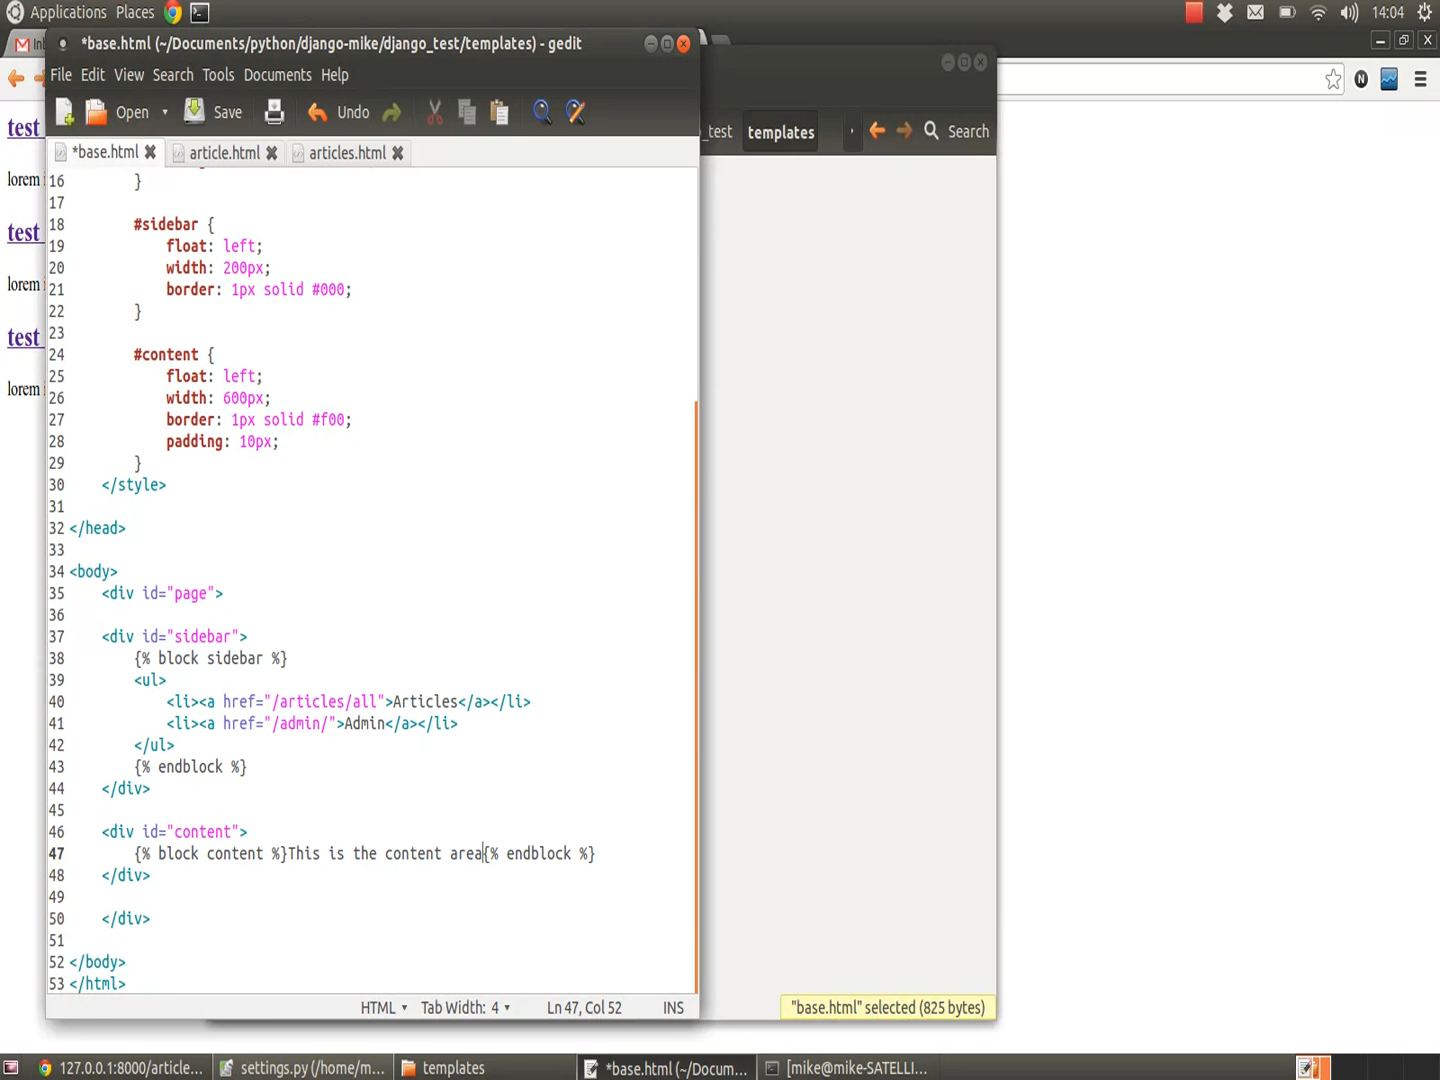 Applications Places 14:04
*base.html (~/Documents/python/django-mike/django_test/templates) - gedit
File Edit View Search Tools Documents Help
Open Save Undo
_test templates Search
*base.html article.html articles.html
test
lorem
test
lorem
test
lorem
16 }
17
18 #sidebar {
19 float: left;
20 width: 200px;
21 border: 1px solid #000;
22 }
23
24 #content {
25 float: left;
26 width: 600px;
27 border: 1px solid #f00;
28 padding: 10px;
29 }
30 </style>
31
32 </head>
33
34 <body>
35 <div id="page">
36
37 <div id="sidebar">
38 {% block sidebar %}
39 <ul>
40 <li><a href="/articles/all">Articles</a></li>
41 <li><a href="/admin/">Admin</a></li>
42 </ul>
43 {% endblock %}
44 </div>
45
46 <div id="content">
47 {% block content %}This is the content area{% endblock %}
48 </div>
49
50 </div>
51
52 </body>
53 </html>
HTML Tab Width: 4 Ln 47, Col 52 INS
"base.html" selected (825 bytes)
127.0.0.1:8000/article... settings.py (/home/m... templates *base.html (~/Docum... [mike@mike-SATELLI...